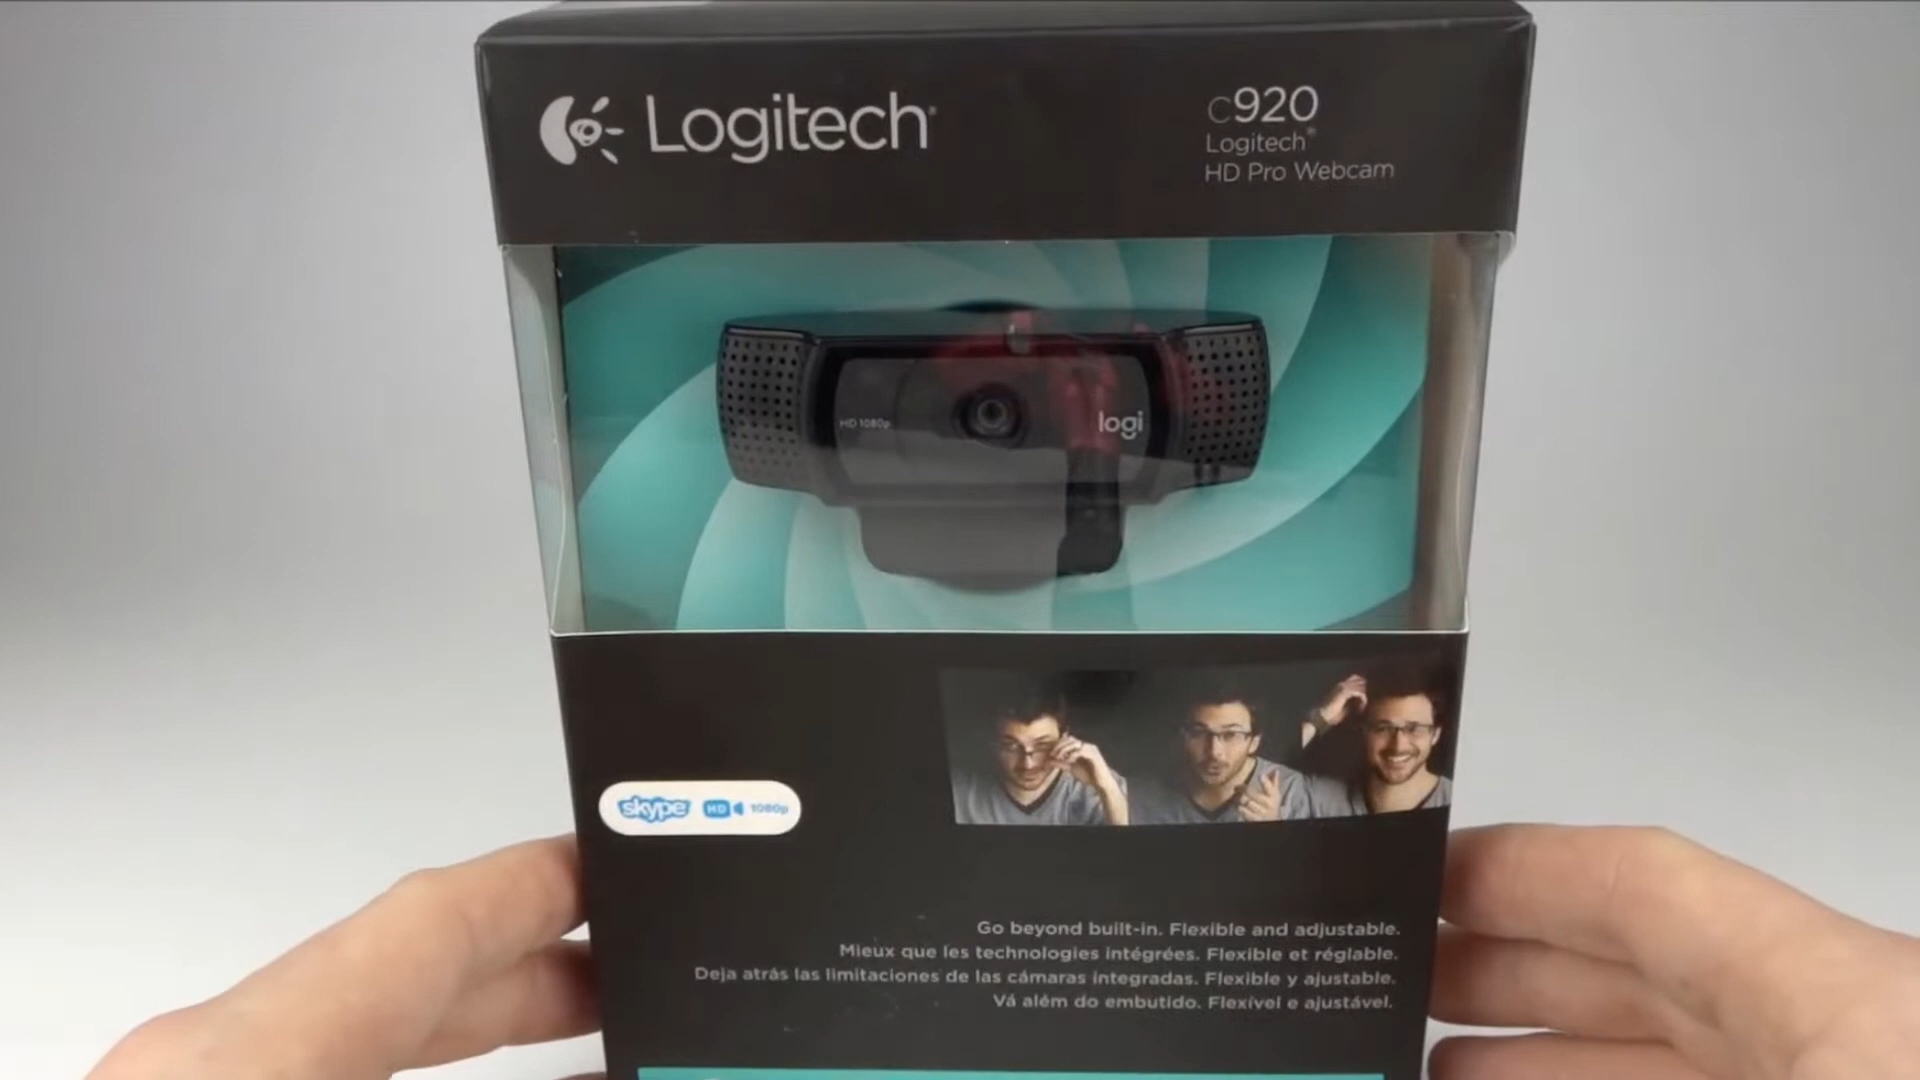 Logitech®
C920
Logitech®
HD Pro Webcam
HD 1080p
logi
skype HD 1080p
Go beyond built-in. Flexible and adjustable.
Mieux que les technologies intégrées. Flexible et réglable.
Deja atrás las limitaciones de las cámaras integradas. Flexible y ajustable.
Vá além do embutido. Flexível e ajustável.